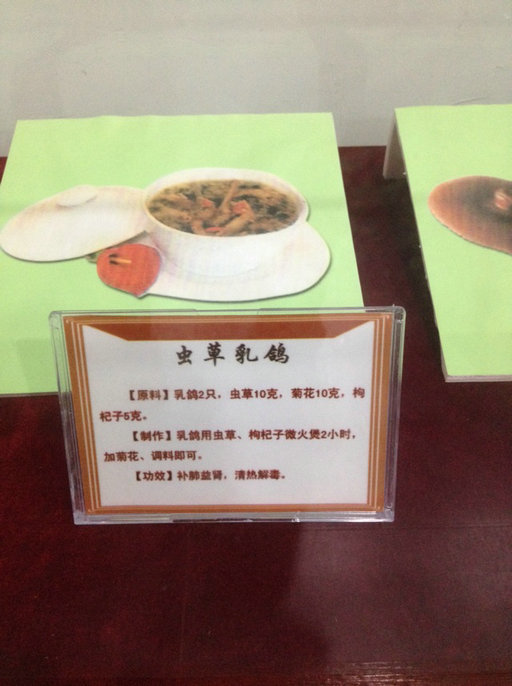 虫草乳鸽
【原料】乳鸽2只，虫草10克，菊花10克，枸
杞子5克。
【制作】乳鸽用虫草、枸杞子微火煲2小时，
加菊花、调料即可。
【功效】补肺益肾，清热解毒。